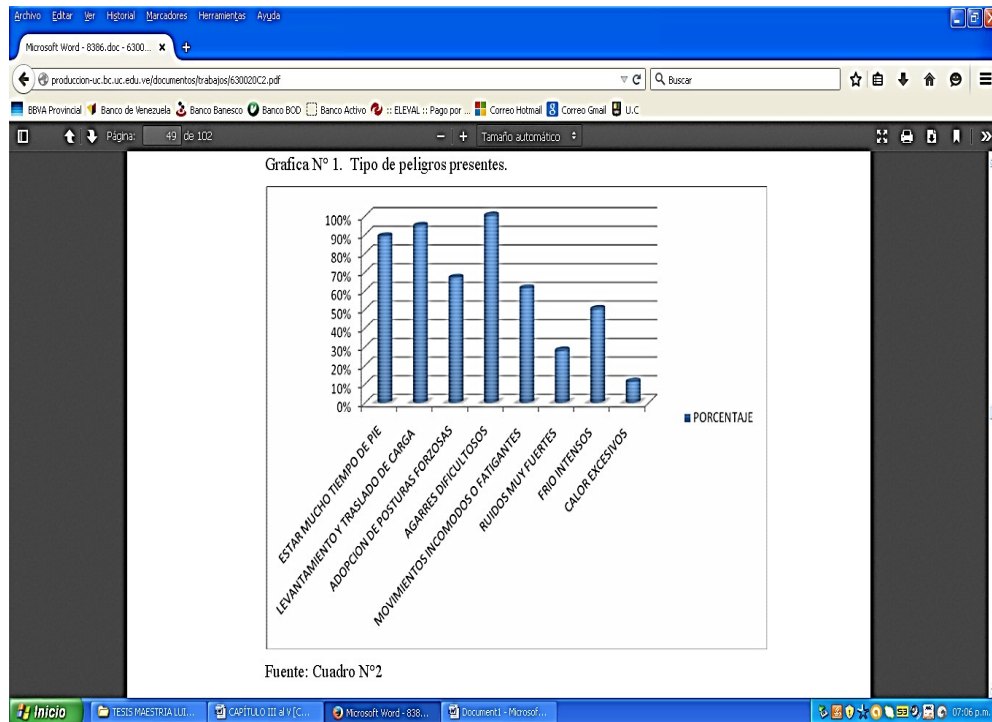 Archivo Editar Ver Historial Marcadores Herramientas Ayuda
Microsoft Word - 8386.doc - 6300...
produccion-uc.bc.uc.edu.ve/documentos/trabajos/630020C2.pdf
Buscar
BBVA Provincial Banco de Venezuela Banco Banesco Banco BOD Banco Activo :: ELEVAL :: Pago por ... Correo Hotmail Correo Gmail U.C
Página: 49 de 102 Tamaño automático
Grafica N° 1. Tipo de peligros presentes.
100%
90%
80%
70%
60%
50%
40%
30%
20%
10%
0%
ESTAR MUCHO TIEMPO DE PIE
LEVANTAMIENTO Y TRASLADO DE CARGA
ADOPCION DE POSTURAS FORZOSAS
AGARRES DIFICULTOSOS
MOVIMIENTOS INCOMODOS O FATIGANTES
RUIDOS MUY FUERTES
FRIO INTENSOS
CALOR EXCESIVOS
PORCENTAJE
Fuente: Cuadro N°2
Inicio TESIS MAESTRIA LUI... CAPÍTULO III al V [C... Microsoft Word - 838... Document1 - Microsof... 07:06 p.m.